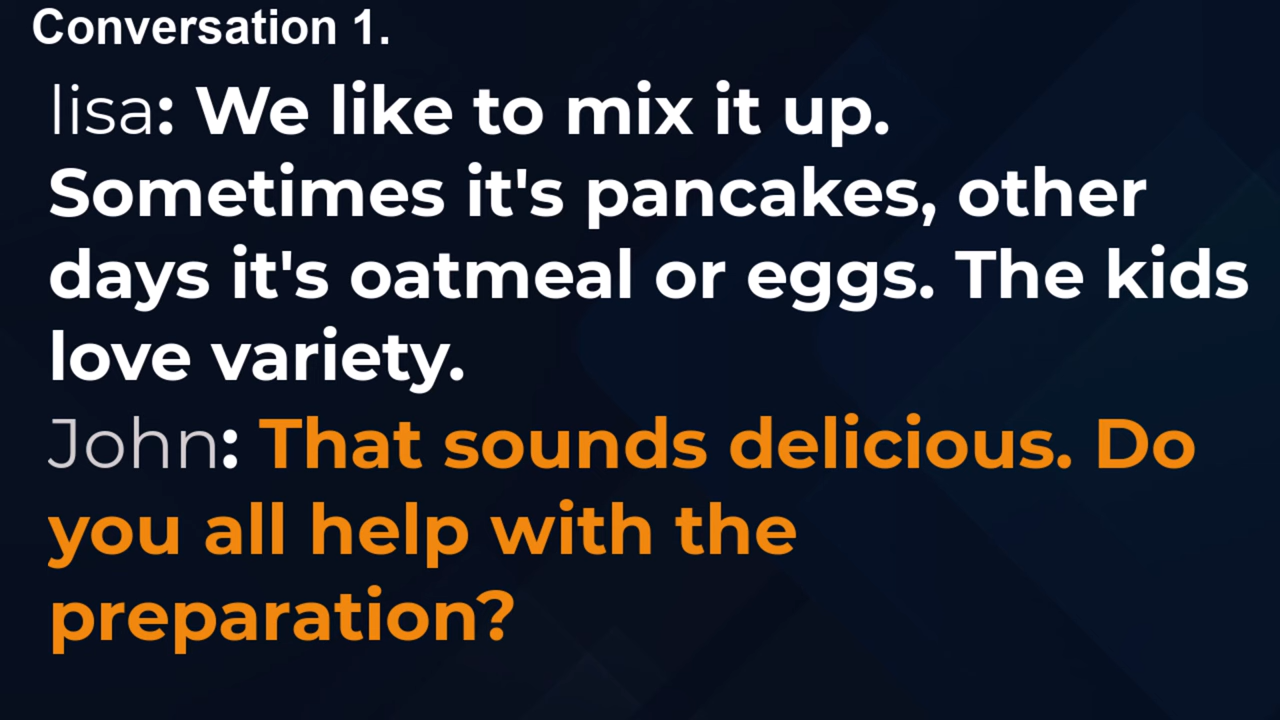 Conversation 1.
lisa: We like to mix it up.
Sometimes it's pancakes, other
days it's oatmeal or eggs. The kids
love variety.
John: That sounds delicious. Do
you all help with the
preparation?